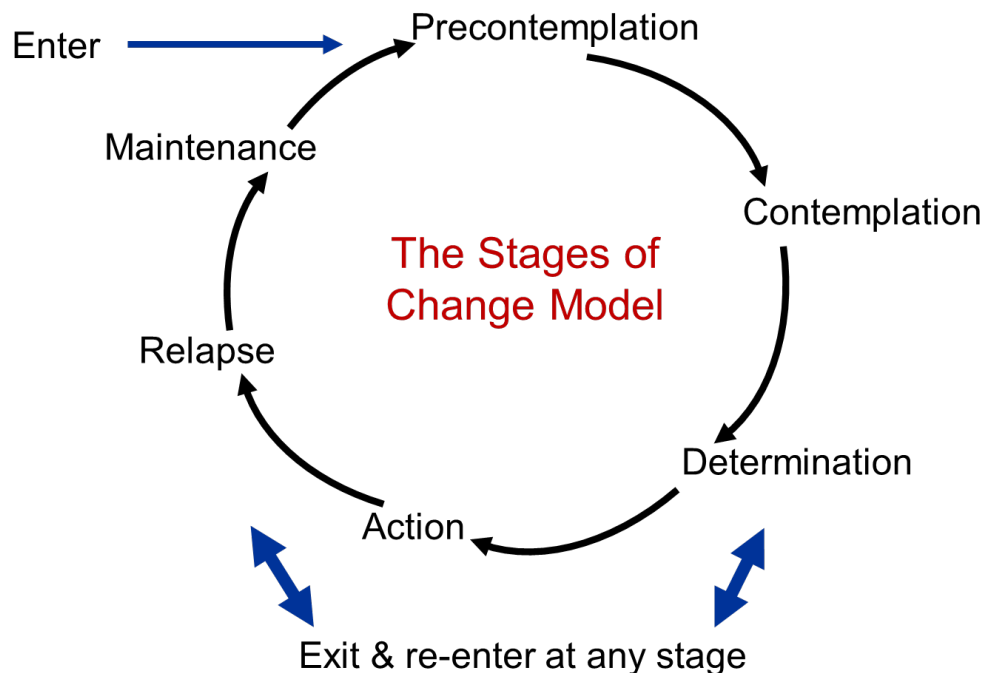 Enter
Precontemplation
Maintenance
Contemplation
The Stages of
Change Model
Relapse
Determination
Action
Exit & re-enter at any stage